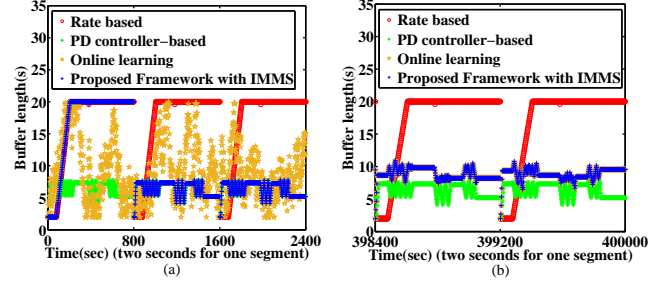 Rate based
PD controller-based
Online learning
Proposed Framework with IMMS
Buffer length(s)
35
30
25
20
15
10
5
0
0 800 1600 2400
Time(sec) (two seconds for one segment)
(a)
Rate based
PD controller-based
Online learning
Proposed Framework with IMMS
Buffer length(s)
35
30
25
20
15
10
5
0
398400 399200 400000
Time(sec) (two seconds for one segment)
(b)